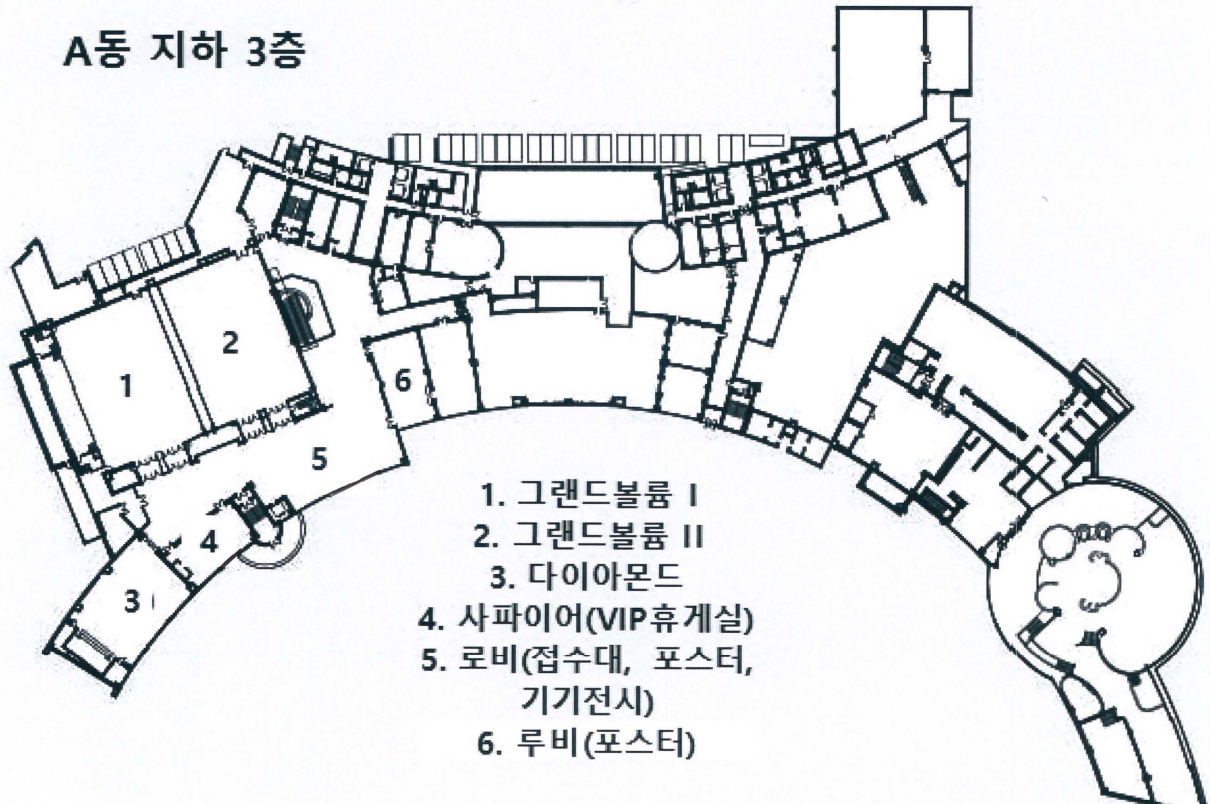 A동 지하 3층
2
1
6
5
4
3
1. 그랜드볼륨 I
2. 그랜드볼륨 II
3. 다이아몬드
4. 사파이어(VIP휴게실)
5. 로비(접수대, 포스터,
기기전시)
6. 루비(포스터)